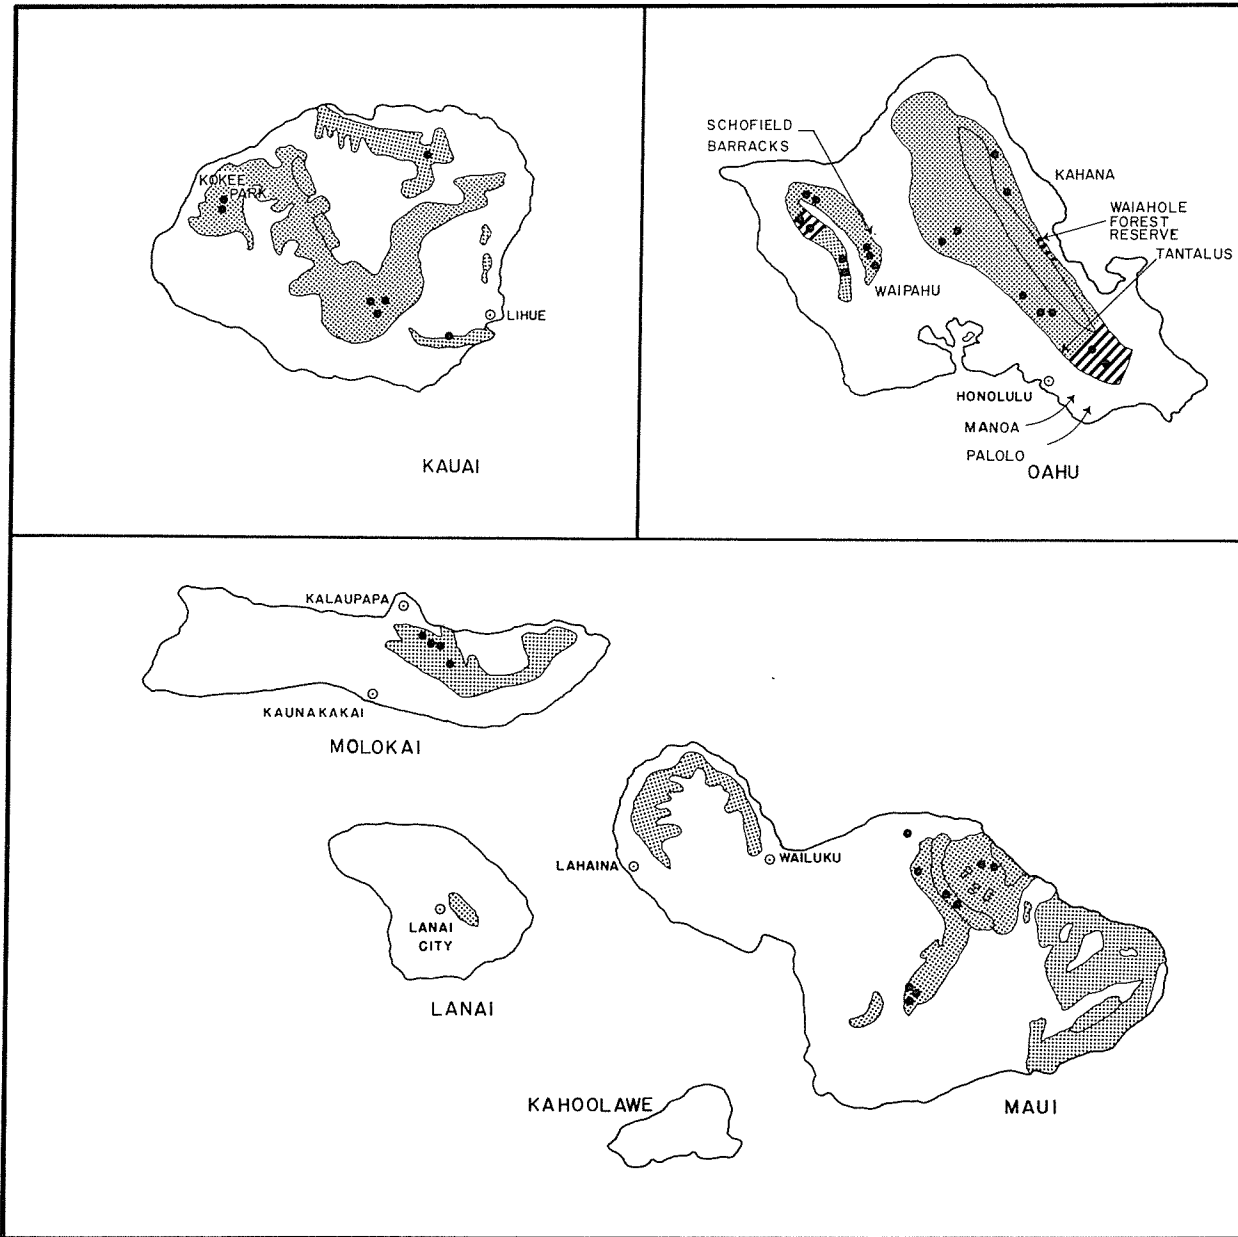 KOKEE
PARK
LIHUE
KAUAI
SCHOFIELD
BARRACKS
KAHANA
WAIAHOLE
FOREST
RESERVE
TANTALUS
WAIPAHU
HONOLULU
MANOA
PALOLO
OAHU
KALAUPAPA
KAUNAKAKAI
MOLOKAI
LAHAINA
WAILUKU
LANAI
CITY
LANAI
KAHOOLAWE
MAUI